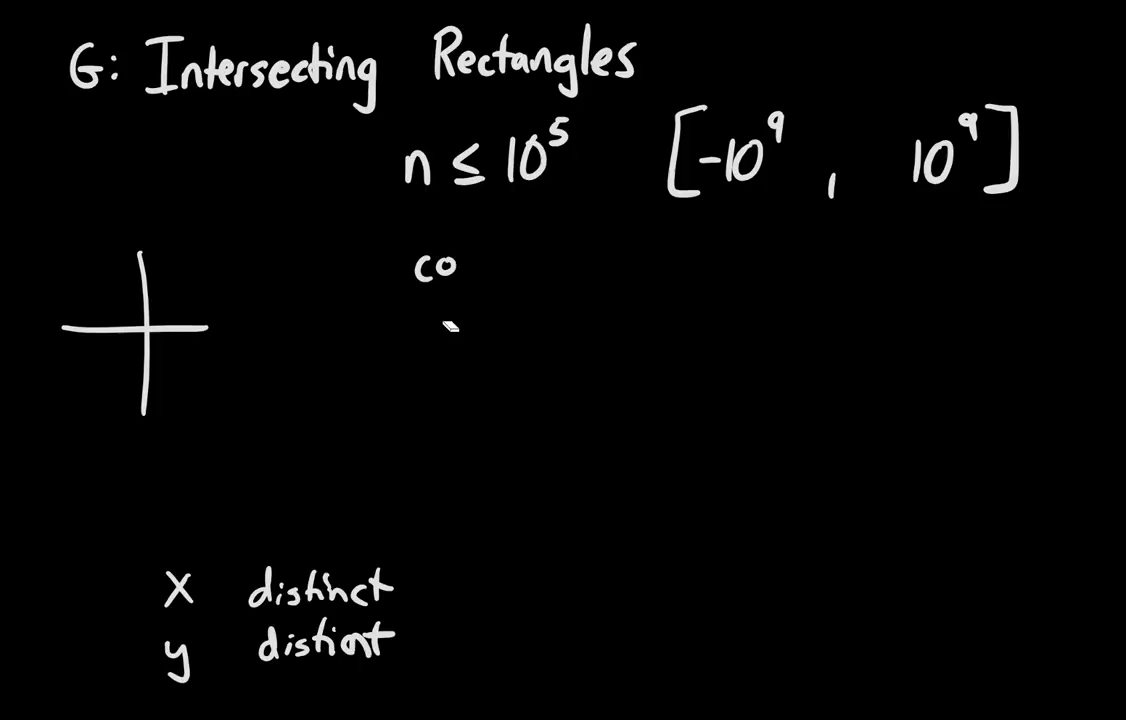 G: Intersecting Rectangles
n ≤ 10⁵ [-10⁹ , 10⁹]
co
x distinct
y distinct